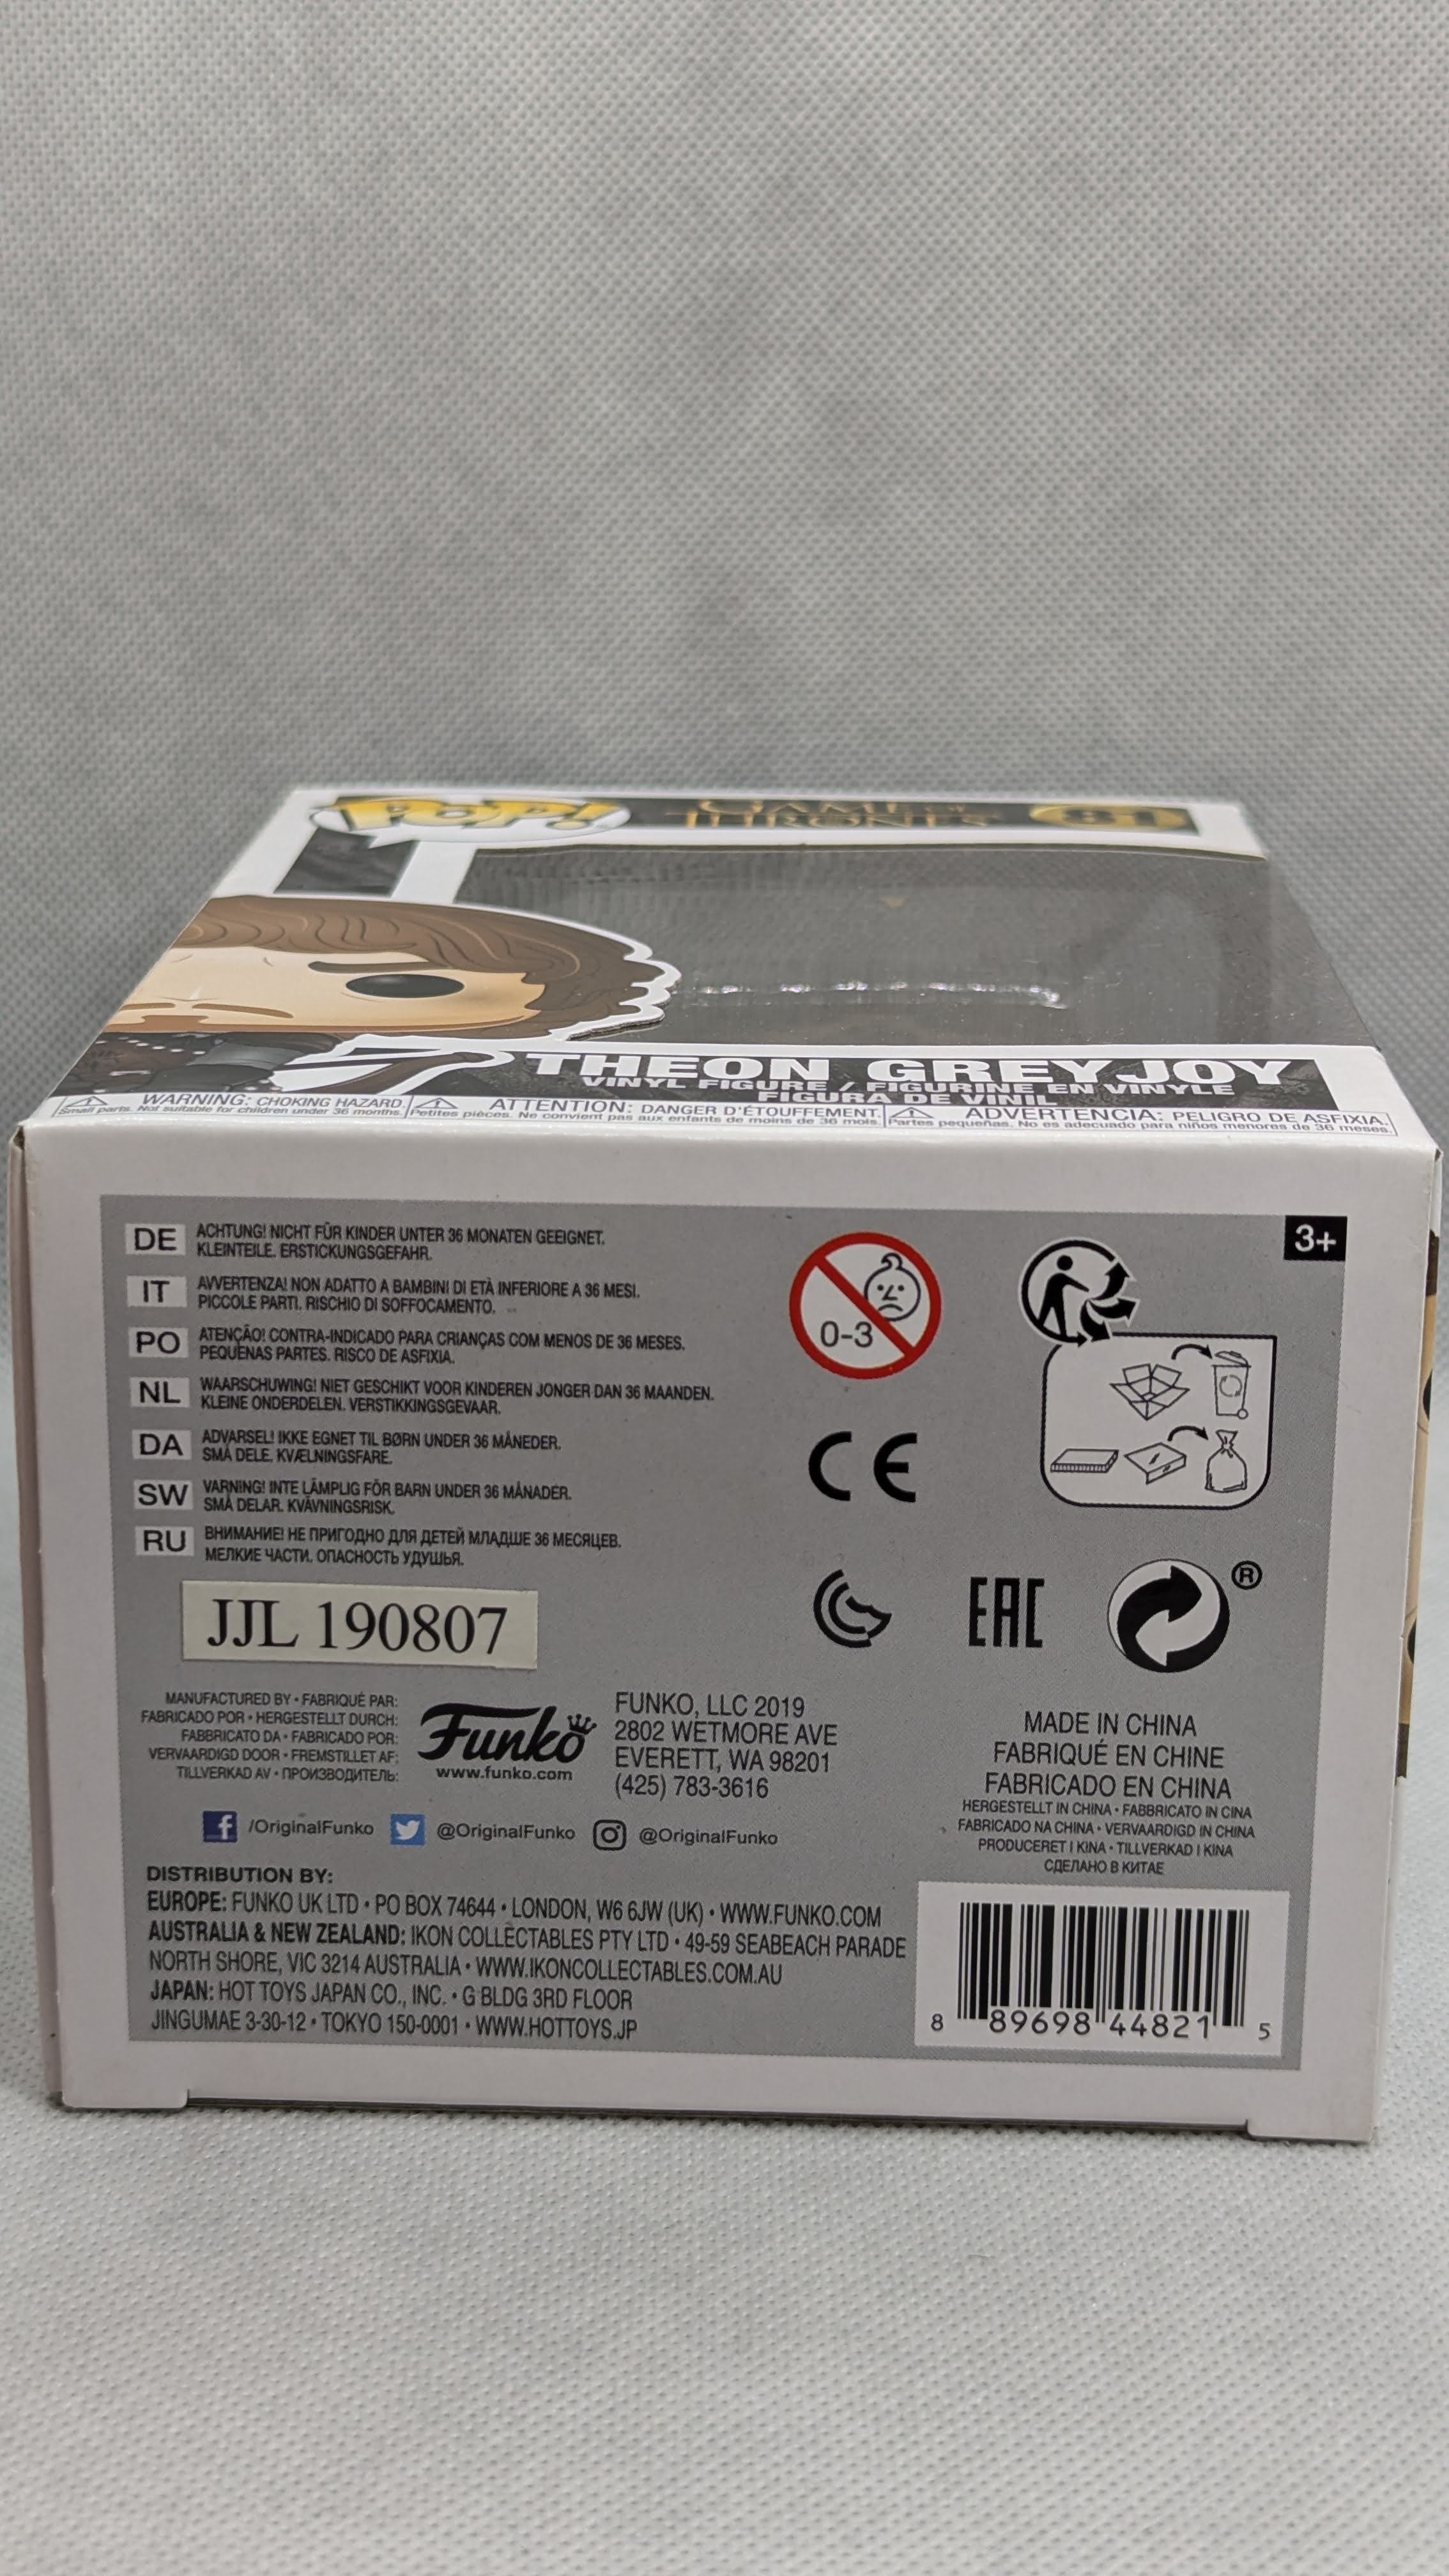 POP!
GAME OF
THRONES
81
THEON GREYJOY
VINYL FIGURE / FIGURINE EN VINYLE
FIGURA DE VINIL
WARNING: CHOKING HAZARD.
Small parts. Not suitable for children under 36 months.
ATTENTION: DANGER D'ÉTOUFFEMENT.
Petites pièces. Ne convient pas aux enfants de moins de 36 mois.
ADVERTENCIA: PELIGRO DE ASFIXIA.
Partes pequeñas. No es adecuado para niños menores de 36 meses.
DE ACHTUNG! NICHT FÜR KINDER UNTER 36 MONATEN GEEIGNET.
KLEINTEILE. ERSTICKUNGSGEFAHR.
IT AVVERTENZA! NON ADATTO A BAMBINI DI ETÀ INFERIORE A 36 MESI.
PICCOLE PARTI. RISCHIO DI SOFFOCAMENTO.
PO ATENÇÃO! CONTRA-INDICADO PARA CRIANÇAS COM MENOS DE 36 MESES.
PEQUENAS PARTES. RISCO DE ASFIXIA.
NL WAARSCHUWING! NIET GESCHIKT VOOR KINDEREN JONGER DAN 36 MAANDEN.
KLEINE ONDERDELEN. VERSTIKKINGSGEVAAR.
DA ADVARSEL! IKKE EGNET TIL BØRN UNDER 36 MÅNEDER.
SMÅ DELE. KVÆLNINGSFARE.
SW VARNING! INTE LÄMPLIG FÖR BARN UNDER 36 MÅNADER.
SMÅ DELAR. KVÄVNINGSRISK.
RU ВНИМАНИЕ! НЕ ПРИГОДНО ДЛЯ ДЕТЕЙ МЛАДШЕ 36 МЕСЯЦЕВ.
МЕЛКИЕ ЧАСТИ. ОПАСНОСТЬ УДУШЬЯ.
3+
0-3
CE
EAC
®
JJL 190807
MANUFACTURED BY • FABRIQUÉ PAR:
FABRICADO POR • HERGESTELLT DURCH:
FABBRICATO DA • FABRICADO POR:
VERVAARDIGD DOOR • FREMSTILLET AF:
TILLVERKAD AV • ПРОИЗВОДИТЕЛЬ:
Funko
www.funko.com
FUNKO, LLC 2019
2802 WETMORE AVE
EVERETT, WA 98201
(425) 783-3616
MADE IN CHINA
FABRIQUÉ EN CHINE
FABRICADO EN CHINA
HERGESTELLT IN CHINA • FABBRICATO IN CINA
FABRICADO NA CHINA • VERVAARDIGD IN CHINA
PRODUCERET I KINA • TILLVERKAD I KINA
СДЕЛАНО В КИТАЕ
/OriginalFunko @OriginalFunko @OriginalFunko
DISTRIBUTION BY:
EUROPE: FUNKO UK LTD • PO BOX 74644 • LONDON, W6 6JW (UK) • WWW.FUNKO.COM
AUSTRALIA & NEW ZEALAND: IKON COLLECTABLES PTY LTD • 49-59 SEABEACH PARADE
NORTH SHORE, VIC 3214 AUSTRALIA • WWW.IKONCOLLECTABLES.COM.AU
JAPAN: HOT TOYS JAPAN CO., INC. • G BLDG 3RD FLOOR
JINGUMAE 3-30-12 • TOKYO 150-0001 • WWW.HOTTOYS.JP
8 89698 44821 5